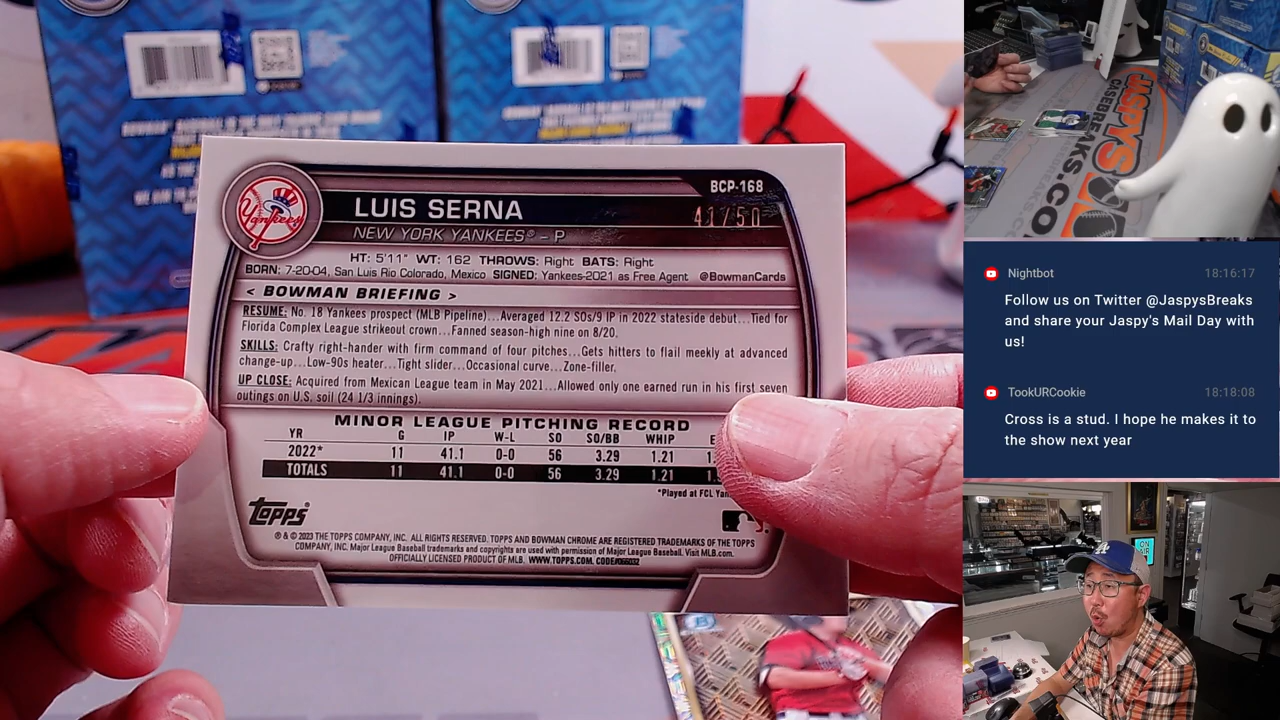 BCP-168
LUIS SERNA
41/50
NEW YORK YANKEES® – P
Yankees
HT: 5'11" WT: 162 THROWS: Right BATS: Right
BORN: 7-20-04, San Luis Rio Colorado, Mexico SIGNED: Yankees-2021 as Free Agent @BowmanCards
< BOWMAN BRIEFING >
RESUME: No. 18 Yankees prospect (MLB Pipeline)...Averaged 12.2 SOs/9 IP in 2022 stateside debut...Tied for
Florida Complex League strikeout crown...Fanned season-high nine on 8/20.
SKILLS: Crafty right-hander with firm command of four pitches...Gets hitters to flail meekly at advanced
change-up...Low-90s heater...Tight slider...Occasional curve...Zone-filler.
UP CLOSE: Acquired from Mexican League team in May 2021...Allowed only one earned run in his first seven
outings on U.S. soil (24 1/3 innings).
MINOR LEAGUE PITCHING RECORD
YR G IP W-L SO SO/BB WHIP
2022* 11 41.1 0-0 56 3.29 1.21
TOTALS 11 41.1 0-0 56 3.29 1.21
*Played at FCL
TOPPS
® & © 2023 THE TOPPS COMPANY, INC. ALL RIGHTS RESERVED. TOPPS AND BOWMAN CHROME ARE REGISTERED TRADEMARKS OF THE TOPPS
COMPANY, INC. Major League Baseball trademarks and copyrights are used with permission of Major League Baseball. Visit MLB.com.
OFFICIALLY LICENSED PRODUCT OF MLB. WWW.TOPPS.COM. CODE#066032
JASPYS
CASEBREAKS.CO
Nightbot 18:16:17
Follow us on Twitter @JaspysBreaks
and share your Jaspy's Mail Day with
us!
TookURCookie 18:18:08
Cross is a stud. I hope he makes it to
the show next year
ON
AIR